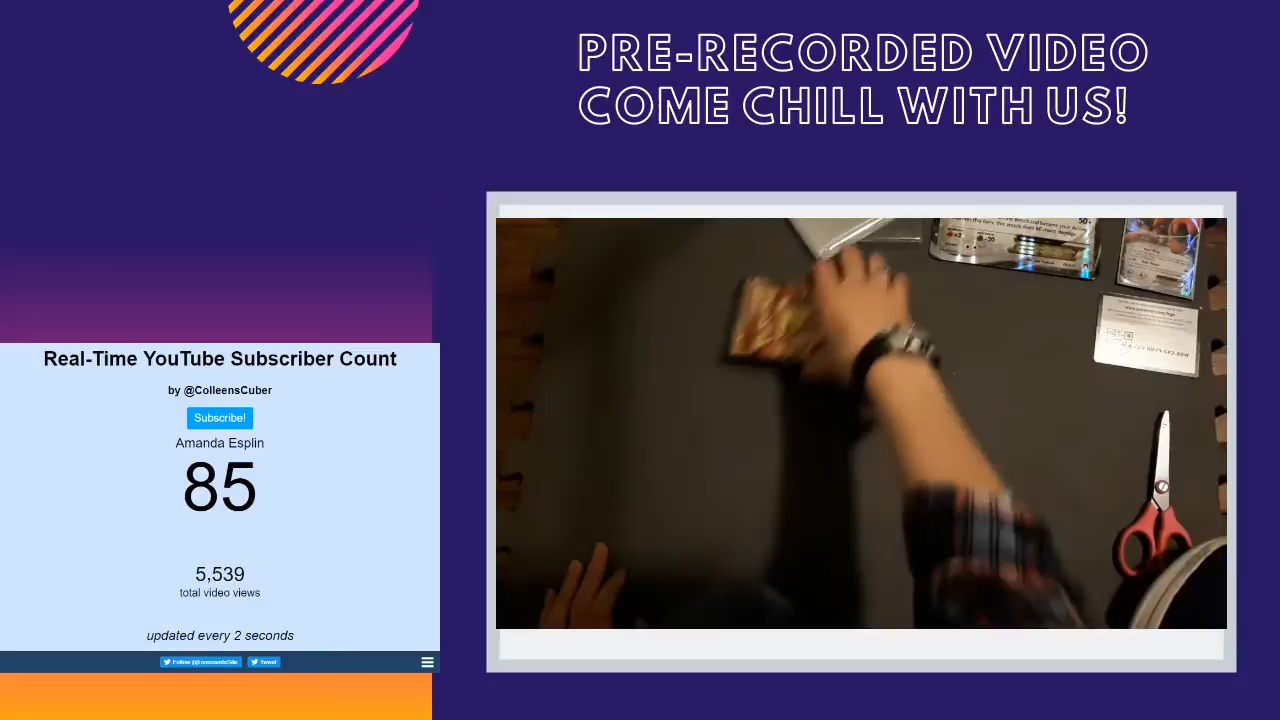 PRE-RECORDED VIDEO
COME CHILL WITH US!
Real-Time YouTube Subscriber Count
by @ColleensCuber
Subscribe!
Amanda Esplin
85
5,539
total video views
updated every 2 seconds
Tweet